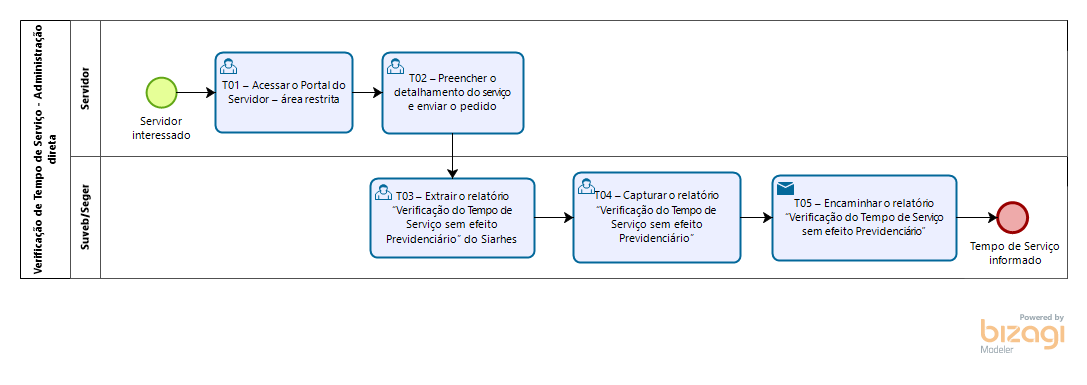 Verificação de Tempo de Serviço - Administração
direta
Servidor
Servidor
interessado
T01 – Acessar o Portal do
Servidor – área restrita
T02 – Preencher o
detalhamento do serviço
e enviar o pedido
Suveb/Seger
T03 – Extrair o relatório
“Verificação do Tempo de
Serviço sem efeito
Previdenciário” do Siarhes
T04 – Capturar o relatório
“Verificação do Tempo de
Serviço sem efeito
Previdenciário”
T05 – Encaminhar o relatório
“Verificação do Tempo de Serviço
sem efeito Previdenciário”
Tempo de Serviço
informado
Powered by
bizagi
Modeler